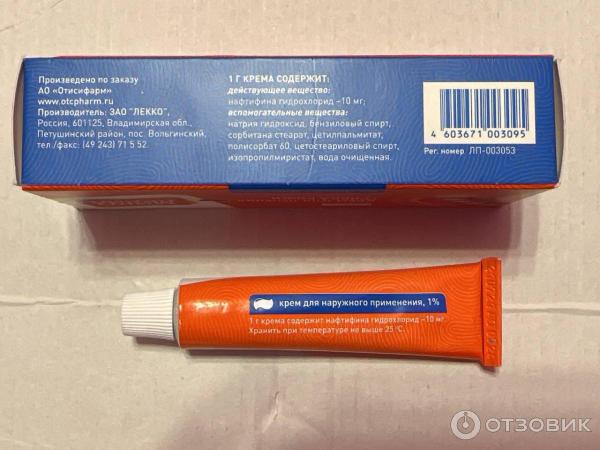 Произведено по заказу
АО «Отисифарм»
www.otcpharm.ru
Производитель: ЗАО "ЛЕККО",
Россия, 601125, Владимирская обл.,
Петушинский район, пос. Вольгинский,
тел./факс: (49 243) 71 5 52.
1 Г КРЕМА СОДЕРЖИТ:
действующее вещество:
нафтифина гидрохлорид –10 мг;
вспомогательные вещества:
натрия гидроксид, бензиловый спирт,
сорбитана стеарат, цетилпальмитат,
полисорбат 60, цетостеариловый спирт,
изопропилмиристат, вода очищенная.
4 603671 003095
Рег. номер ЛП-003053
крем для наружного применения, 1%
1 г крема содержит нафтифина гидрохлорид –10 мг
Хранить при температуре не выше 25 °С.
ОТЗОВИК